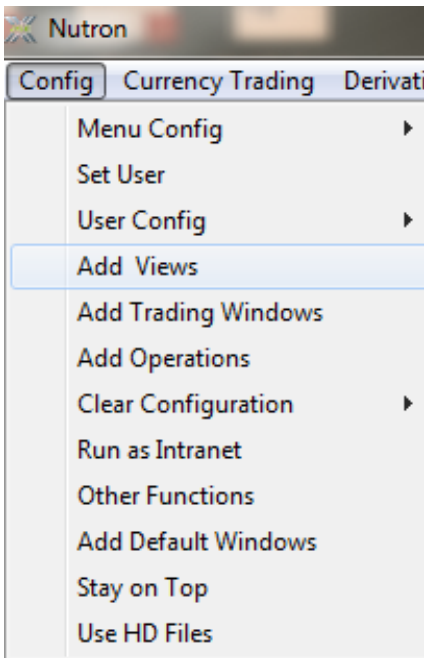 Nutron
Config Currency Trading Derivati
Menu Config
Set User
User Config
Add Views
Add Trading Windows
Add Operations
Clear Configuration
Run as Intranet
Other Functions
Add Default Windows
Stay on Top
Use HD Files